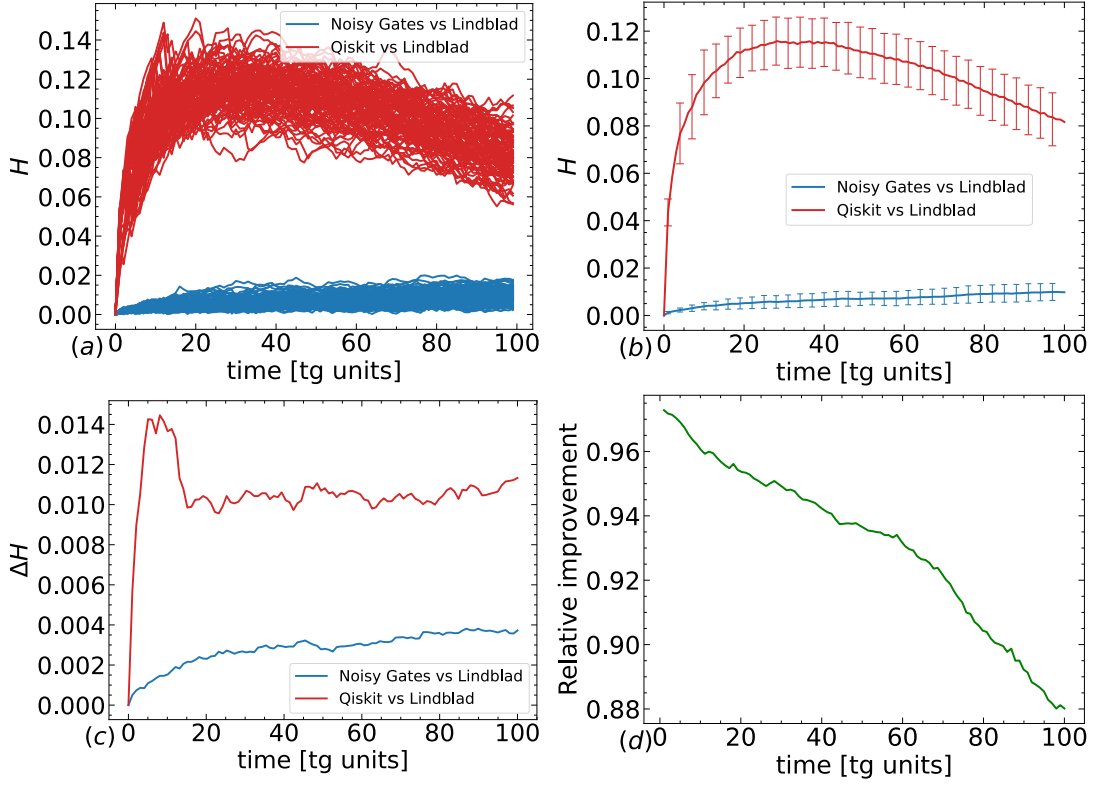 Noisy Gates vs Lindblad
Qiskit vs Lindblad
H
0.14
0.12
0.10
0.08
0.06
0.04
0.02
0.00
0 20 40 60 80 100
(a)
time [tg units]
H
0.12
0.10
0.08
0.06
0.04
0.02
0.00
Noisy Gates vs Lindblad
Qiskit vs Lindblad
0 20 40 60 80 100
(b)
time [tg units]
ΔH
0.014
0.012
0.010
0.008
0.006
0.004
0.002
0.000
Noisy Gates vs Lindblad
Qiskit vs Lindblad
0 20 40 60 80 100
(c)
time [tg units]
Relative improvement
0.96
0.94
0.92
0.90
0.88
0 20 40 60 80 100
(d)
time [tg units]